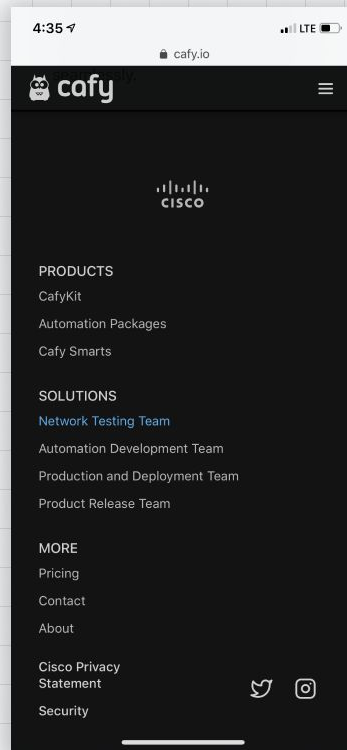 4:35
LTE
cafy.io
seamlessly.
cafy
CISCO
PRODUCTS
CafyKit
Automation Packages
Cafy Smarts
SOLUTIONS
Network Testing Team
Automation Development Team
Production and Deployment Team
Product Release Team
MORE
Pricing
Contact
About
Cisco Privacy
Statement
Security